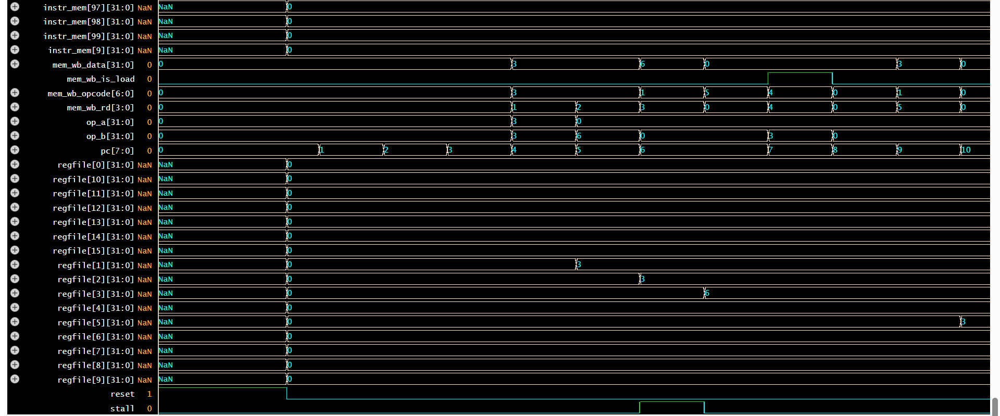 instr_mem[97][31:0] NaN NaN 0
instr_mem[98][31:0] NaN NaN 0
instr_mem[99][31:0] NaN NaN 0
instr_mem[9][31:0] NaN NaN 0
mem_wb_data[31:0] 0 0 3 6 0 3 0
mem_wb_is_load 0
mem_wb_opcode[6:0] 0 0 3 1 5 4 0 1 0
mem_wb_rd[3:0] 0 0 1 2 3 0 4 0 5 0
op_a[31:0] 0 0 3 0
op_b[31:0] 0 0 3 6 0 3 0
pc[7:0] 0 0 1 2 3 4 5 6 7 8 9 10
regfile[0][31:0] NaN NaN 0
regfile[10][31:0] NaN NaN 0
regfile[11][31:0] NaN NaN 0
regfile[12][31:0] NaN NaN 0
regfile[13][31:0] NaN NaN 0
regfile[14][31:0] NaN NaN 0
regfile[15][31:0] NaN NaN 0
regfile[1][31:0] NaN NaN 0 3
regfile[2][31:0] NaN NaN 0 3
regfile[3][31:0] NaN NaN 0 6
regfile[4][31:0] NaN NaN 0
regfile[5][31:0] NaN NaN 0 3
regfile[6][31:0] NaN NaN 0
regfile[7][31:0] NaN NaN 0
regfile[8][31:0] NaN NaN 0
regfile[9][31:0] NaN NaN 0
reset 1
stall 0